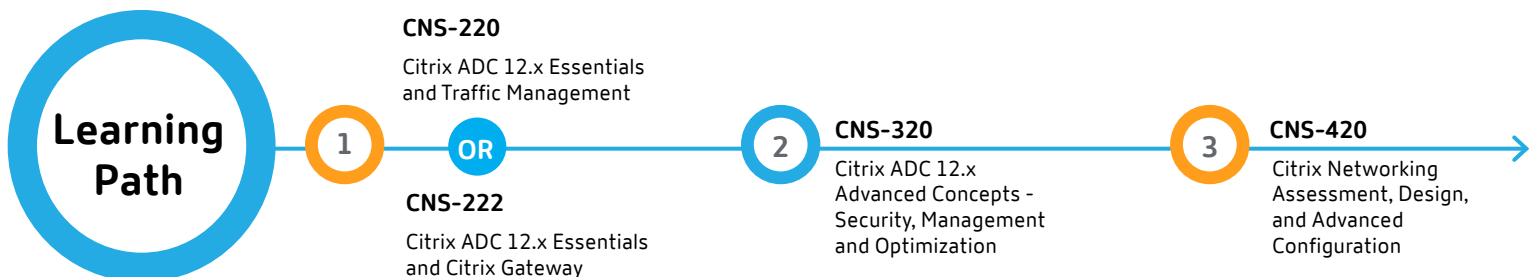 Learning
Path
1
CNS-220
Citrix ADC 12.x Essentials
and Traffic Management
OR
CNS-222
Citrix ADC 12.x Essentials
and Citrix Gateway
2
CNS-320
Citrix ADC 12.x
Advanced Concepts -
Security, Management
and Optimization
3
CNS-420
Citrix Networking
Assessment, Design,
and Advanced
Configuration